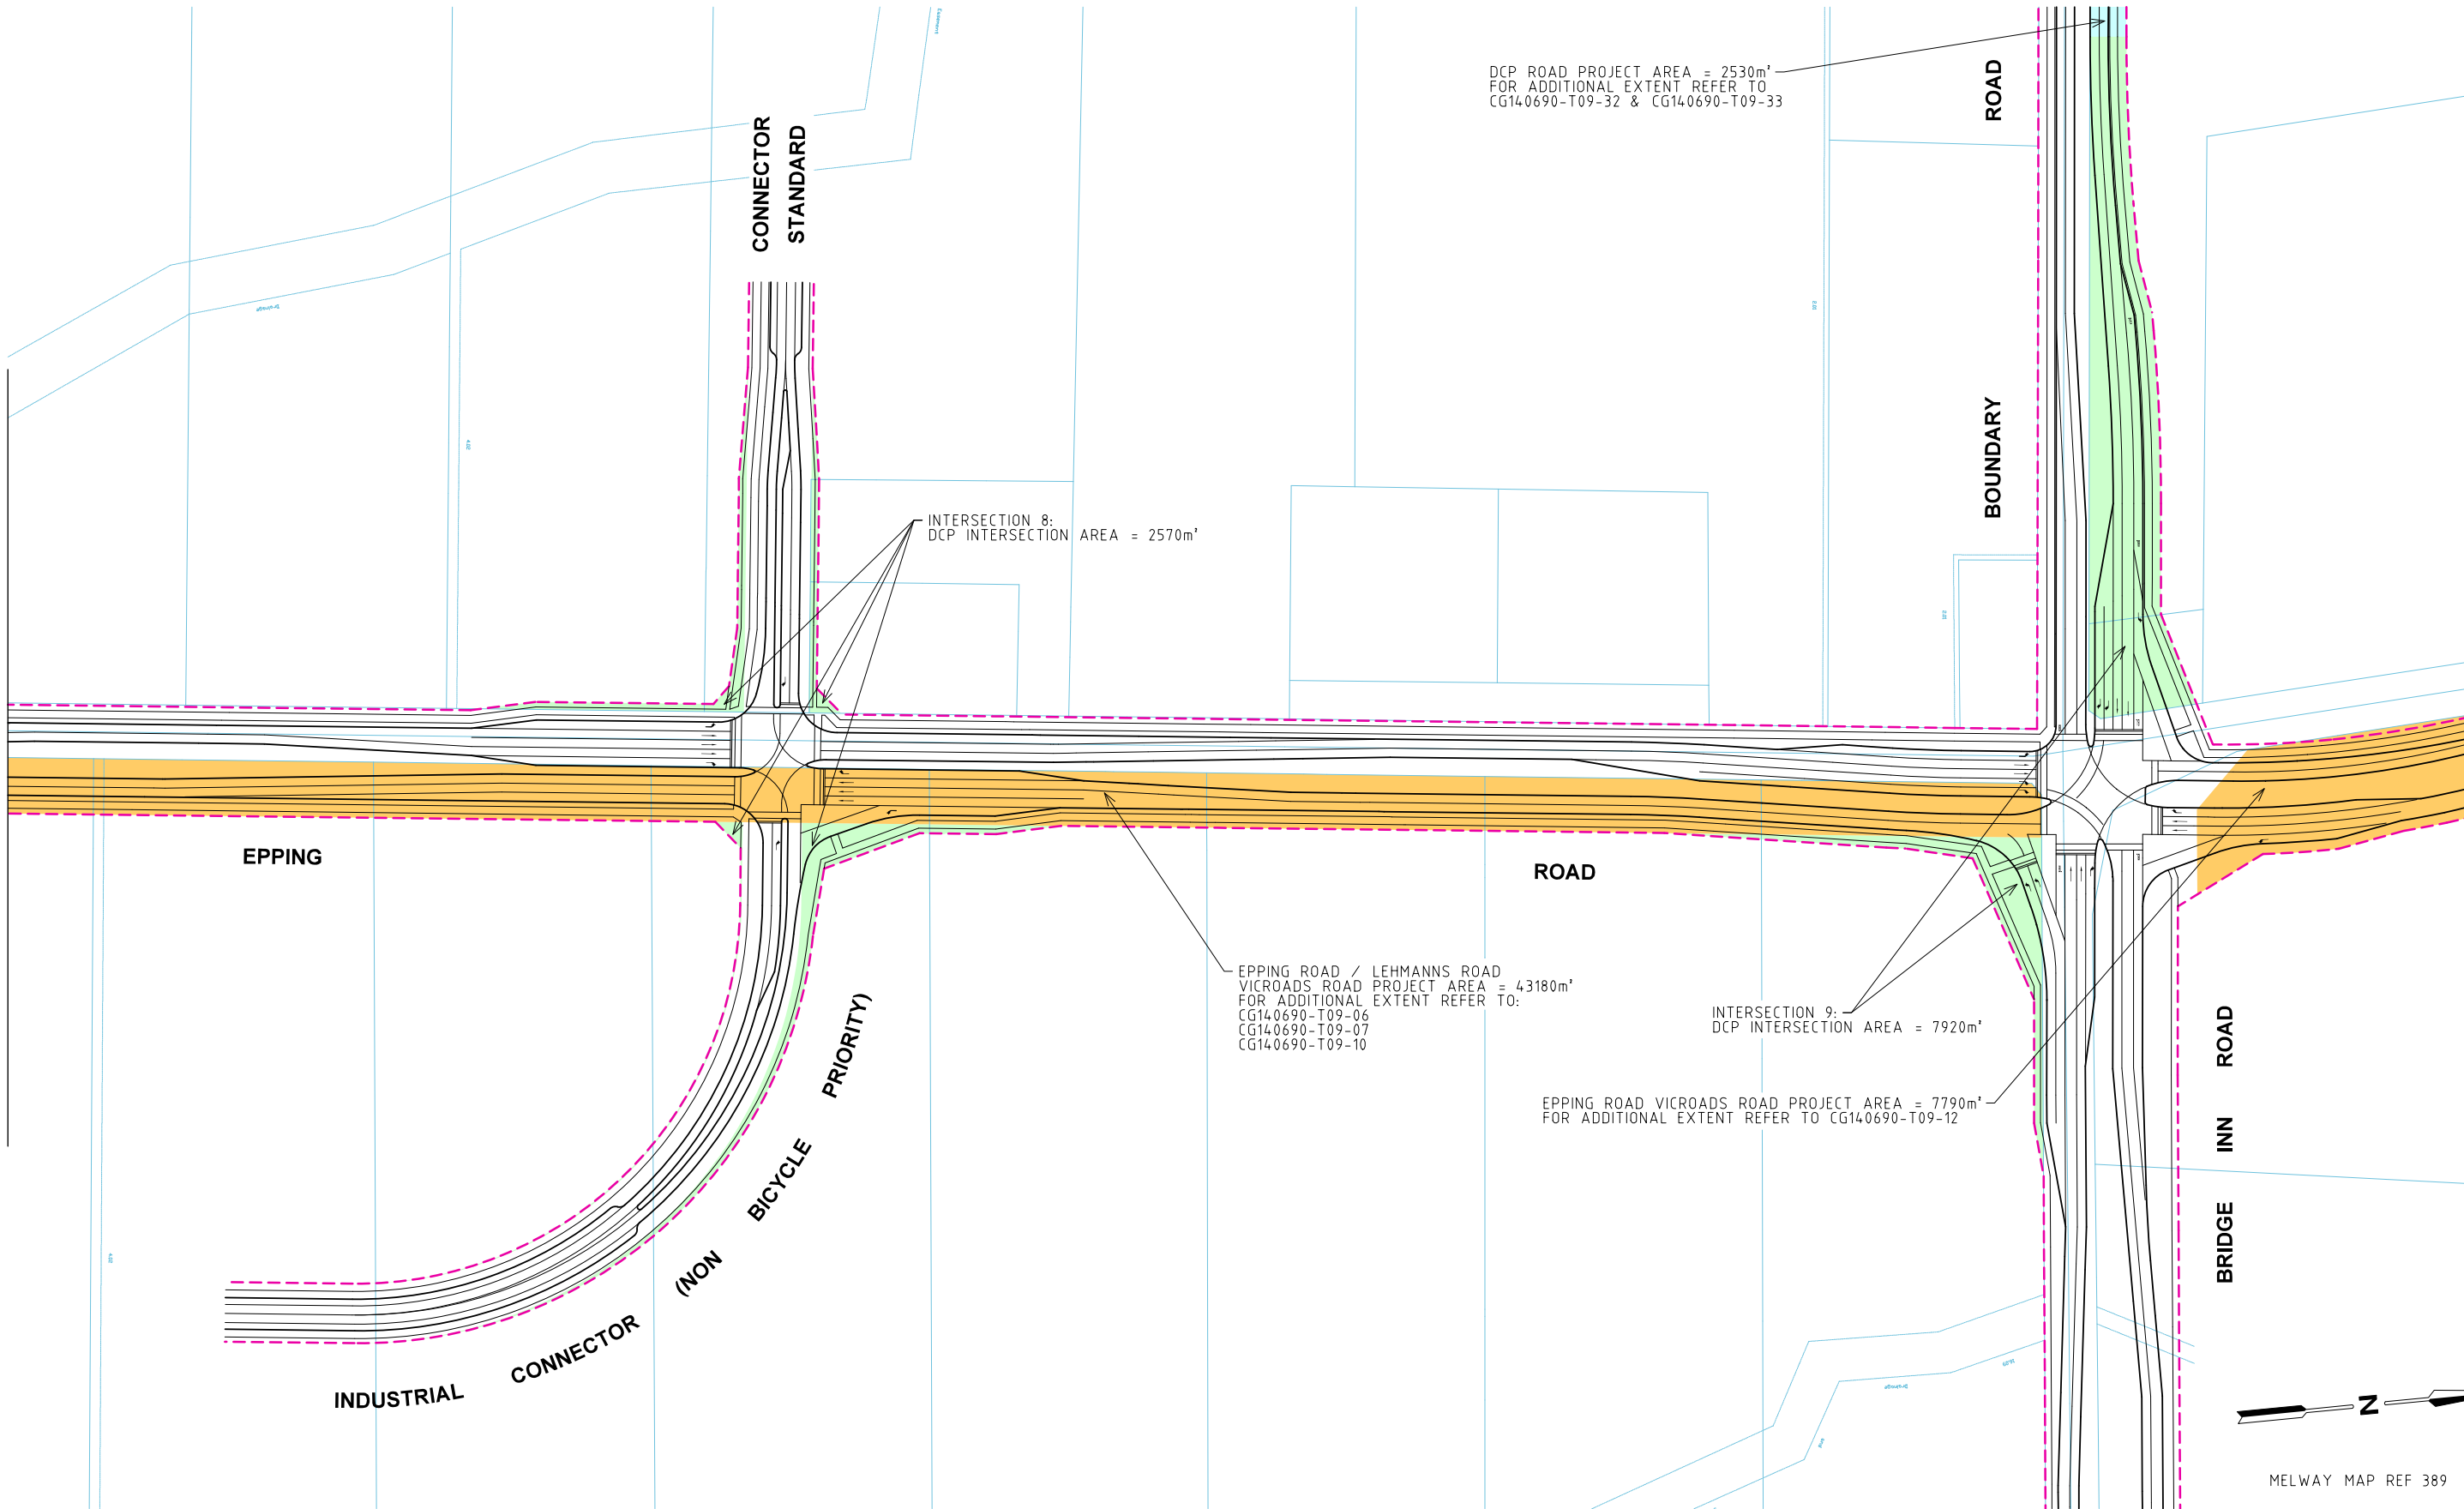 DCP ROAD PROJECT AREA = 2530m²
FOR ADDITIONAL EXTENT REFER TO
CG140690-T09-32 & CG140690-T09-33
CONNECTOR
STANDARD
BOUNDARY ROAD
Easement
Drainage
INTERSECTION 8:
DCP INTERSECTION AREA = 2570m²
EPPING ROAD
EPPING ROAD / LEHMANNS ROAD
VICROADS ROAD PROJECT AREA = 43180m²
FOR ADDITIONAL EXTENT REFER TO:
CG140690-T09-06
CG140690-T09-07
CG140690-T09-10
INTERSECTION 9:
DCP INTERSECTION AREA = 7920m²
EPPING ROAD VICROADS ROAD PROJECT AREA = 7790m²
FOR ADDITIONAL EXTENT REFER TO CG140690-T09-12
INDUSTRIAL CONNECTOR (NON BICYCLE PRIORITY)
BRIDGE INN ROAD
Drainage
N
MELWAY MAP REF 389